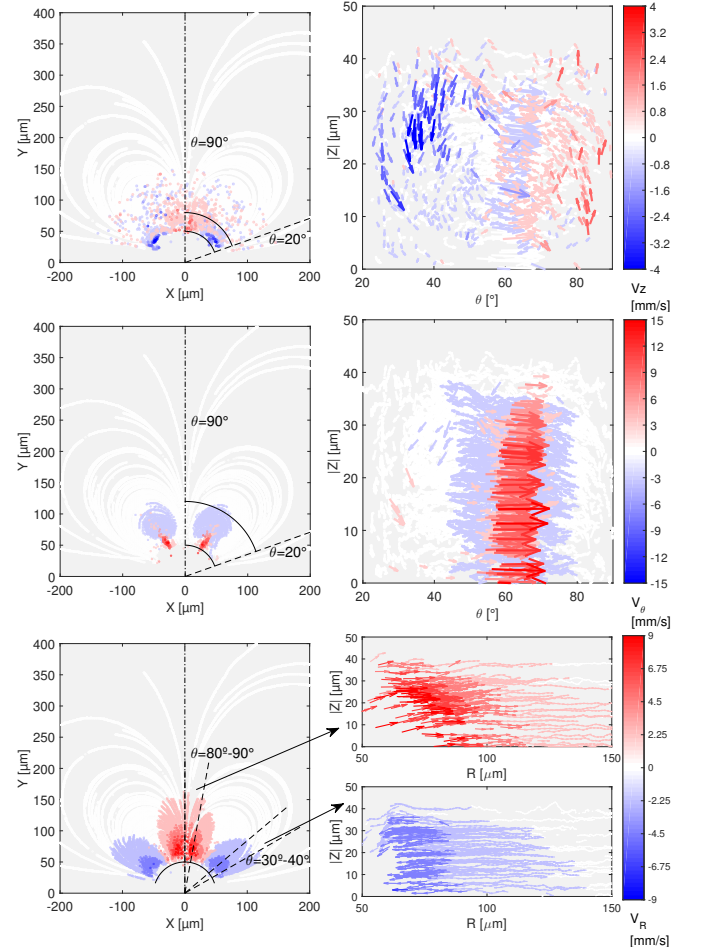 400
350
300
250
200
150
100
50
0
Y [µm]
θ=90°
θ=20°
-200 -100 0 100 200
X [µm]
50
40
30
20
10
0
|Z| [µm]
20 40 60 80
θ [°]
4
3.2
2.4
1.6
0.8
0
-0.8
-1.6
-2.4
-3.2
-4
Vz
[mm/s]
400
350
300
250
200
150
100
50
0
Y [µm]
θ=90°
θ=20°
-200 -100 0 100 200
X [µm]
50
40
30
20
10
0
|Z| [µm]
20 40 60 80
θ [°]
15
12
9
6
3
0
-3
-6
-9
-12
-15
Vθ
[mm/s]
400
350
300
250
200
150
100
50
0
Y [µm]
θ=80º-90°
θ=30º-40°
-200 -100 0 100 200
X [µm]
50
40
30
20
10
0
|Z| [µm]
50 100 150
R [µm]
50
40
30
20
10
0
|Z| [µm]
50 100 150
R [µm]
9
6.75
4.5
2.25
0
-2.25
-4.5
-6.75
-9
VR
[mm/s]